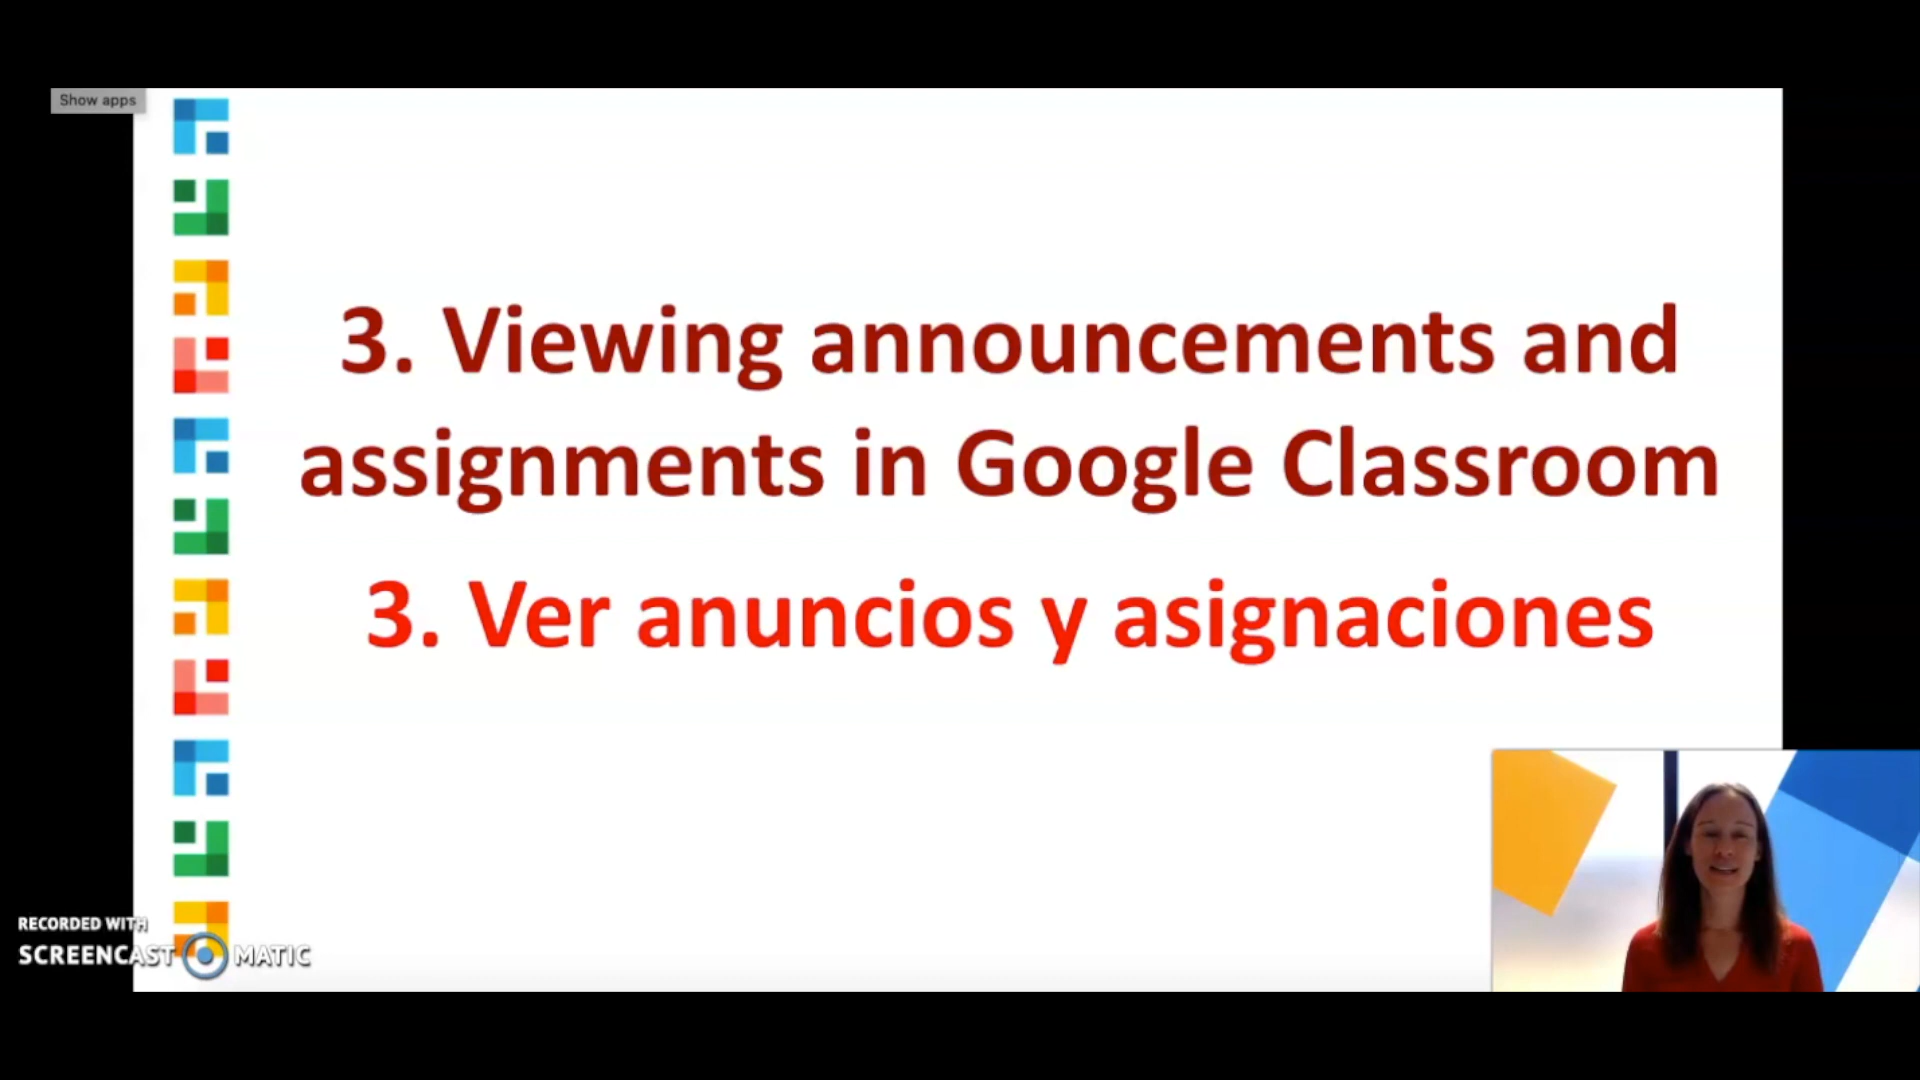 Show apps
3. Viewing announcements and
assignments in Google Classroom
3. Ver anuncios y asignaciones
RECORDED WITH
SCREENCAST MATIC